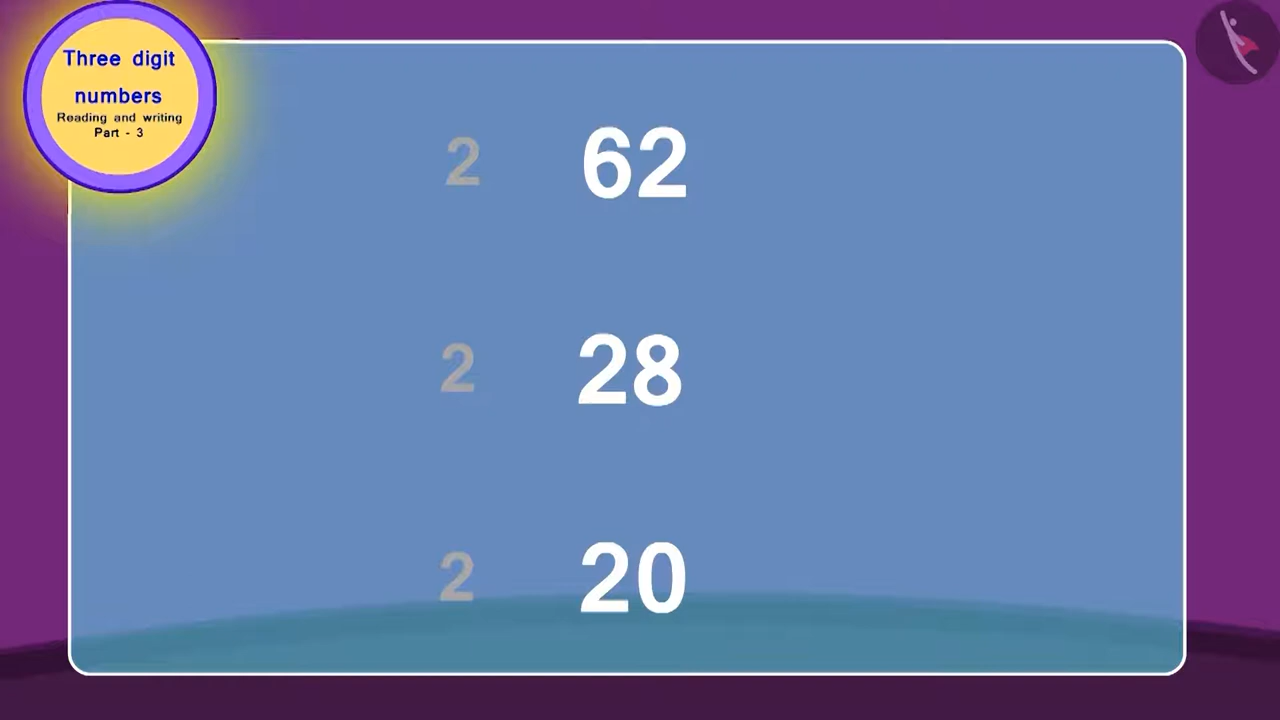 Three digit
numbers
Reading and writing
Part - 3
2 62
2 28
2 20